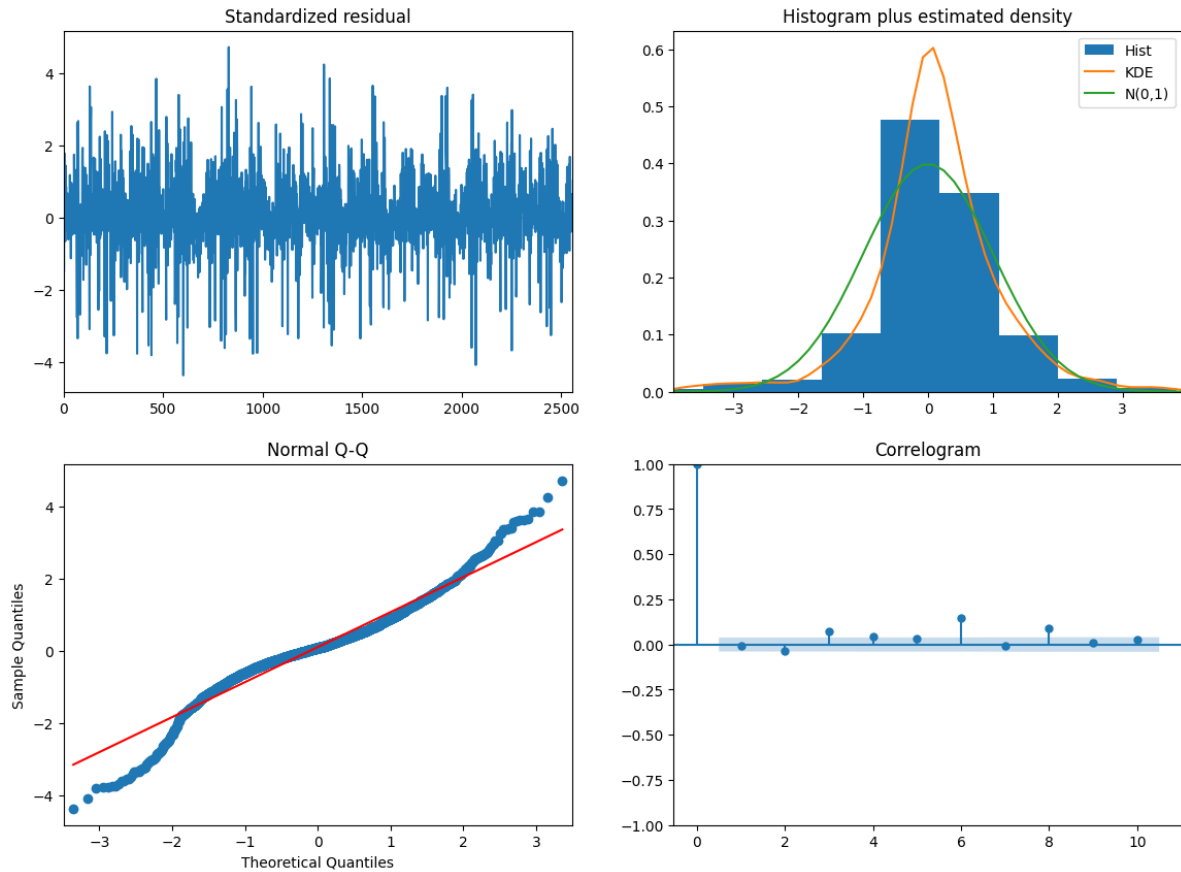 Standardized residual
4
2
0
−2
−4
0 500 1000 1500 2000 2500
Histogram plus estimated density
0.6
0.5
0.4
0.3
0.2
0.1
0.0
−3 −2 −1 0 1 2 3
Hist
KDE
N(0,1)
Normal Q-Q
Sample Quantiles
4
2
0
−2
−4
−3 −2 −1 0 1 2 3
Theoretical Quantiles
Correlogram
1.00
0.75
0.50
0.25
0.00
−0.25
−0.50
−0.75
−1.00
0 2 4 6 8 10